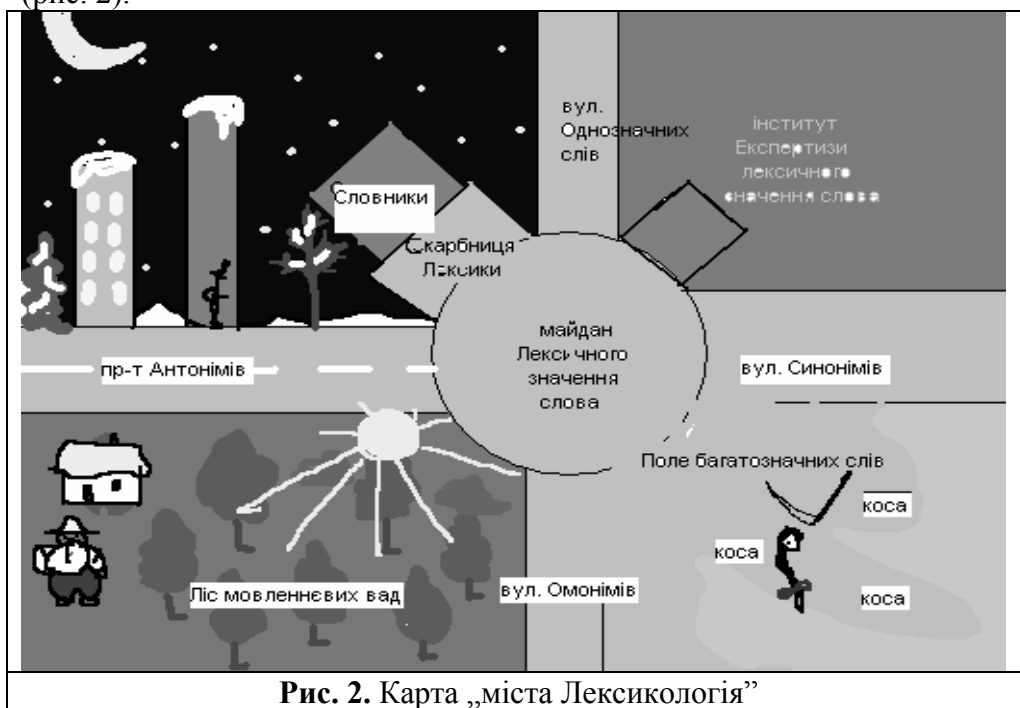 (рис. 2).
вул.
Однозначних
слів
інститут
Експертизи
лексичного
значення слова
Словники
Скарбниця
Лексики
майдан
Лексичного
значення
слова
пр-т Антонімів
вул. Синонімів
Поле багатозначних слів
коса
коса
коса
Ліс мовленнєвих вад
вул. Омонімів
Рис. 2. Карта „міста Лексикологія”